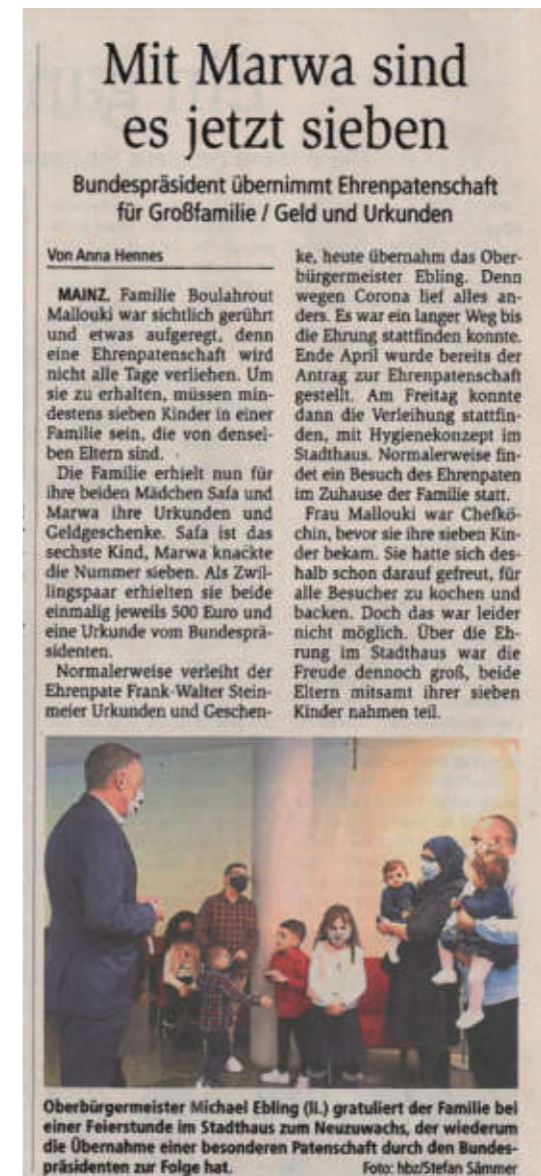 Mit Marwa sind
es jetzt sieben
Bundespräsident übernimmt Ehrenpatenschaft
für Großfamilie / Geld und Urkunden
Von Anna Hennes
MAINZ. Familie Boulahrout
Mallouki war sichtlich gerührt
und etwas aufgeregt, denn
eine Ehrenpatenschaft wird
nicht alle Tage verliehen. Um
sie zu erhalten, müssen min-
destens sieben Kinder in einer
Familie sein, die von densel-
ben Eltern sind.
Die Familie erhielt nun für
ihre beiden Mädchen Safa und
Marwa ihre Urkunden und
Geldgeschenke. Safa ist das
sechste Kind, Marwa knackte
die Nummer sieben. Als Zwil-
lingspaar erhielten sie beide
einmalig jeweils 500 Euro und
eine Urkunde vom Bundesprä-
sidenten.
Normalerweise verleiht der
Ehrenpate Frank-Walter Stein-
meier Urkunden und Geschen-
ke, heute übernahm das Ober-
bürgermeister Ebling. Denn
wegen Corona lief alles an-
ders. Es war ein langer Weg bis
die Ehrung stattfinden konnte.
Ende April wurde bereits der
Antrag zur Ehrenpatenschaft
gestellt. Am Freitag konnte
dann die Verleihung stattfin-
den, mit Hygienekonzept im
Stadthaus. Normalerweise fin-
det ein Besuch des Ehrenpaten
im Zuhause der Familie statt.
Frau Mallouki war Chefkö-
chin, bevor sie ihre sieben Kin-
der bekam. Sie hatte sich des-
halb schon darauf gefreut, für
alle Besucher zu kochen und
backen. Doch das war leider
nicht möglich. Über die Eh-
rung im Stadthaus war die
Freude dennoch groß, beide
Eltern mitsamt ihrer sieben
Kinder nahmen teil.
Oberbürgermeister Michael Ebling (li.) gratuliert der Familie bei
einer Feierstunde im Stadthaus zum Neuzuwachs, der wiederum
die Übernahme einer besonderen Patenschaft durch den Bundes-
präsidenten zur Folge hat. Foto: hbz/Stefan Sämmer